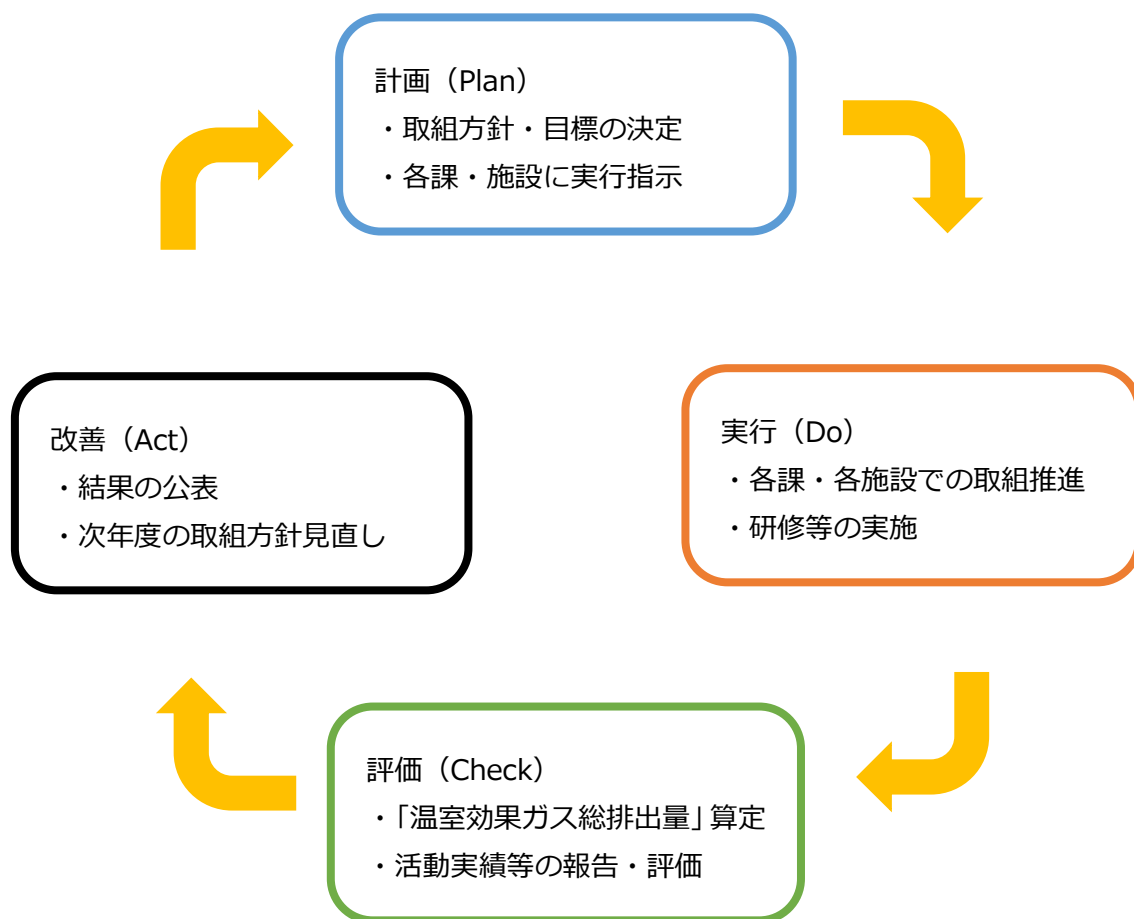 計画（Plan）
・取組方針・目標の決定
・各課・施設に実行指示
実行（Do）
・各課・各施設での取組推進
・研修等の実施
評価（Check）
・「温室効果ガス総排出量」算定
・活動実績等の報告・評価
改善（Act）
・結果の公表
・次年度の取組方針見直し